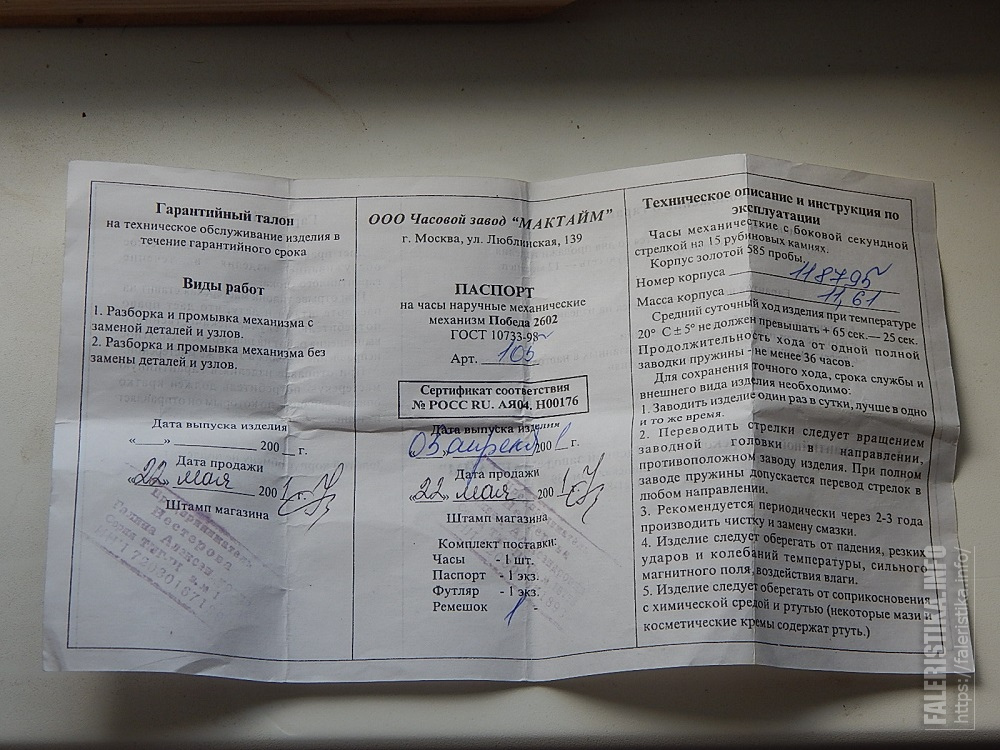 Гарантийный талон
на техническое обслуживание изделия в
течение гарантийного срока
Виды работ
1. Разборка и промывка механизма с
заменой деталей и узлов.
2. Разборка и промывка механизма без
замены деталей и узлов.
Дата выпуска изделия
«___» ________ 200 __ г.
Дата продажи
«22» мая 2001 г.
Штамп магазина
Нестерова
ООО Часовой завод “МАКТАЙМ”
г. Москва, ул. Люблинская, 139
ПАСПОРТ
на часы наручные механические
механизм Победа 2602
ГОСТ 10733-98
Арт. 105
Сертификат соответствия
№ РОСС RU. АЯ04. Н00176
Дата выпуска изделия
05 апреля 2001 г.
Дата продажи
«22» мая 2001
Штамп магазина
Комплект поставки:
Часы - 1 шт.
Паспорт - 1 экз.
Футляр - 1 экз.
Ремешок 1 -
Техническое описание и инструкция по
эксплуатации
Часы механичесткие с боковой секундной
стрелкой на 15 рубиновых камнях.
Корпус золотой 585 пробы,
Номер корпуса 118795
Масса корпуса 11,61
Средний суточный ход изделия при температуре
20° С ± 5° не должен превышать + 65 сек.— 25 сек.
Продолжительность хода от одной полной
заводки пружины - не менее 36 часов.
Для сохранения точного хода, срока службы и
внешнего вида изделия необходимо:
1. Заводить изделие один раз в сутки, лучше в одно
и то же время.
2. Переводить стрелки следует вращением
заводной головки в направлении,
противоположном заводу изделия. При полном
заводе пружины допускается перевод стрелок в
любом направлении.
3. Рекомендуется периодически через 2-3 года
производить чистку и замену смазки.
4. Изделие следует оберегать от падения, резких
ударов и колебаний температуры, сильного
магнитного поля, воздействия влаги.
5. Изделие следует оберегать от соприкосновения
с химической средой и ртутью (некоторые мази и
косметические кремы содержат ртуть.)
FALERISTIKA.INFO
https://faleristika.info/